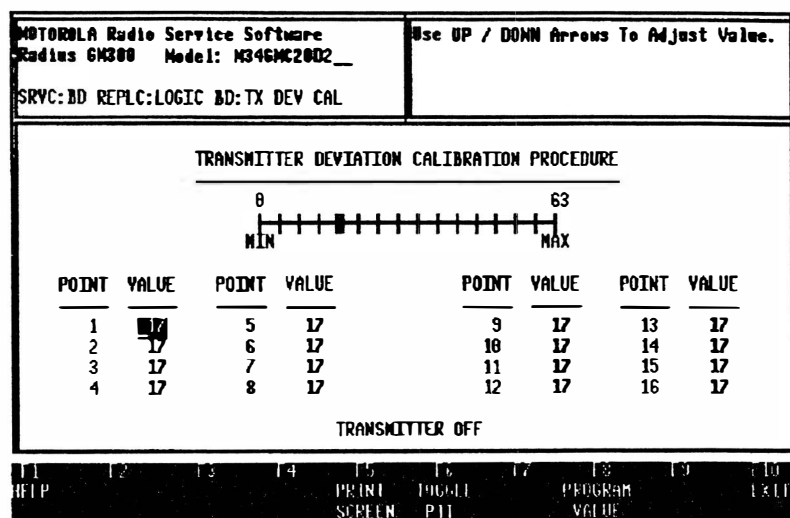 MOTOROLA Radio Service Software
Radius GM300 Model: M34GMC20D2__
SRVC:BD REPLC:LOGIC BD:TX DEV CAL
Use UP / DOWN Arrows To Adjust Value.
TRANSMITTER DEVIATION CALIBRATION PROCEDURE
0 63
MIN MAX
POINT VALUE POINT VALUE POINT VALUE POINT VALUE
1 17 5 17 9 17 13 17
2 17 6 17 10 17 14 17
3 17 7 17 11 17 15 17
4 17 8 17 12 17 16 17
TRANSMITTER OFF
F1 F2 F3 F4 F5 F6 F7 F8 F9 F10
HELP PRINT TOGGLE PROGRAM EXIT
SCREEN PTT VALUE